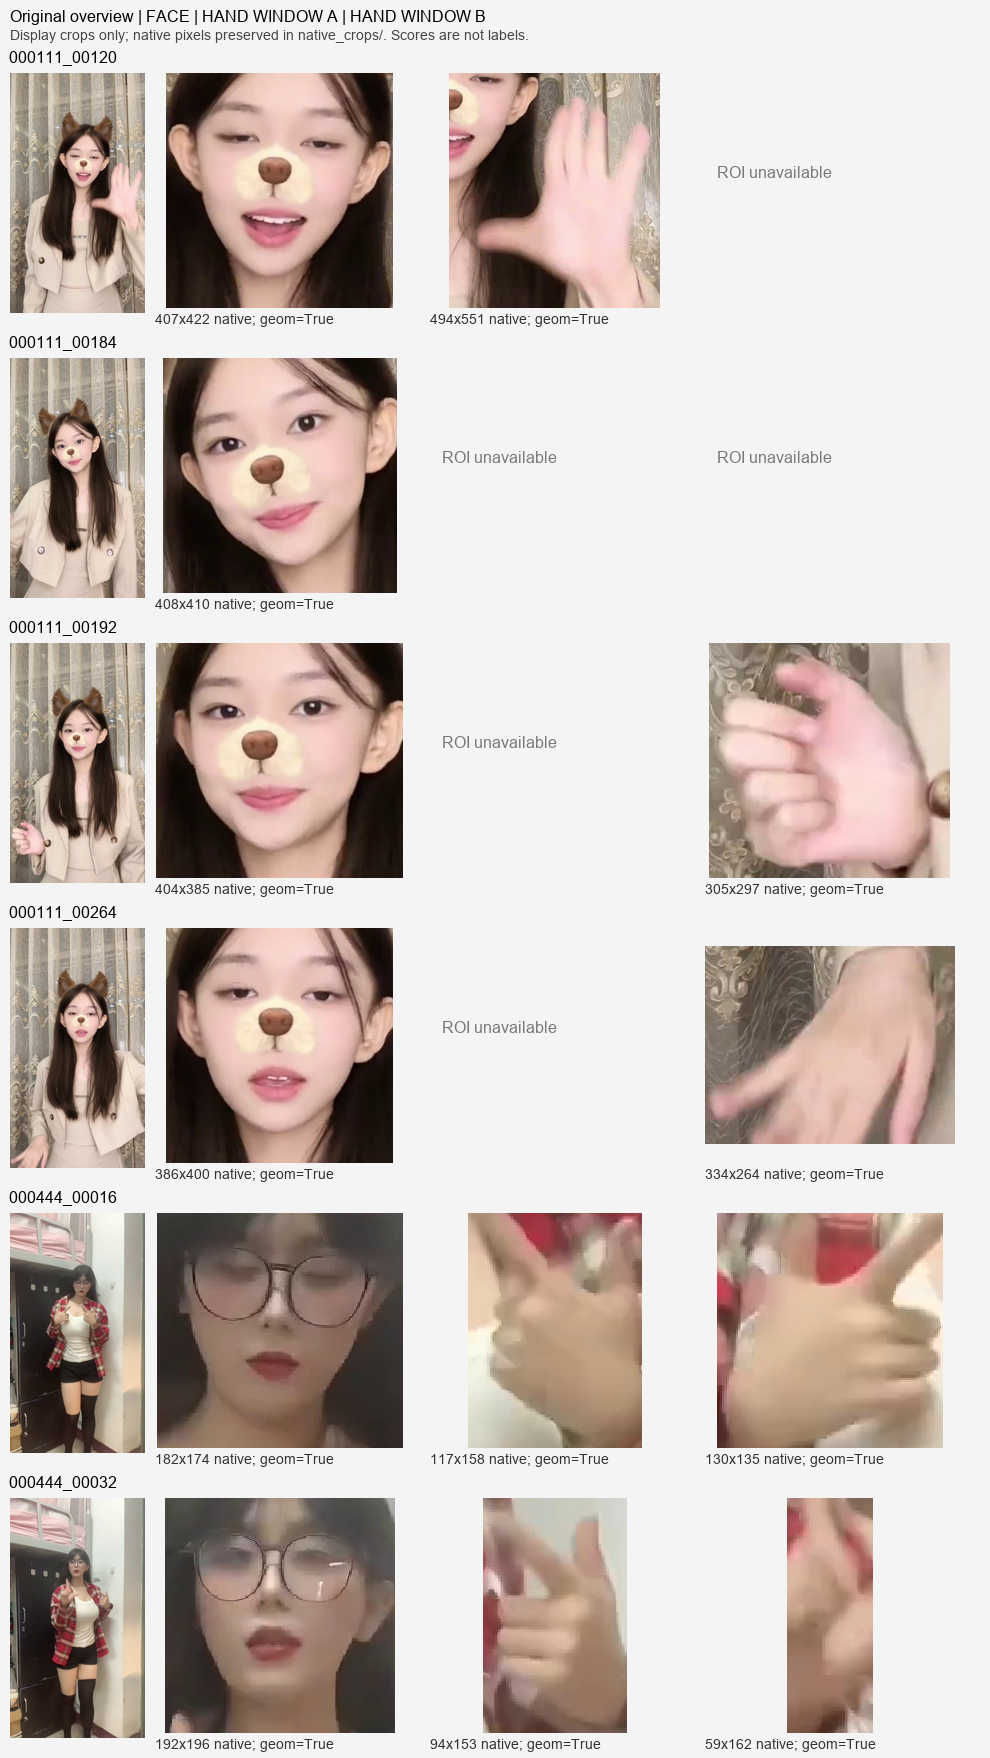 Original overview | FACE | HAND WINDOW A | HAND WINDOW B
Display crops only; native pixels preserved in native_crops/. Scores are not labels.
000111_00120
ROI unavailable
407x422 native; geom=True
494x551 native; geom=True
000111_00184
ROI unavailable
ROI unavailable
408x410 native; geom=True
000111_00192
ROI unavailable
404x385 native; geom=True
305x297 native; geom=True
000111_00264
ROI unavailable
386x400 native; geom=True
334x264 native; geom=True
000444_00016
182x174 native; geom=True
117x158 native; geom=True
130x135 native; geom=True
000444_00032
192x196 native; geom=True
94x153 native; geom=True
59x162 native; geom=True